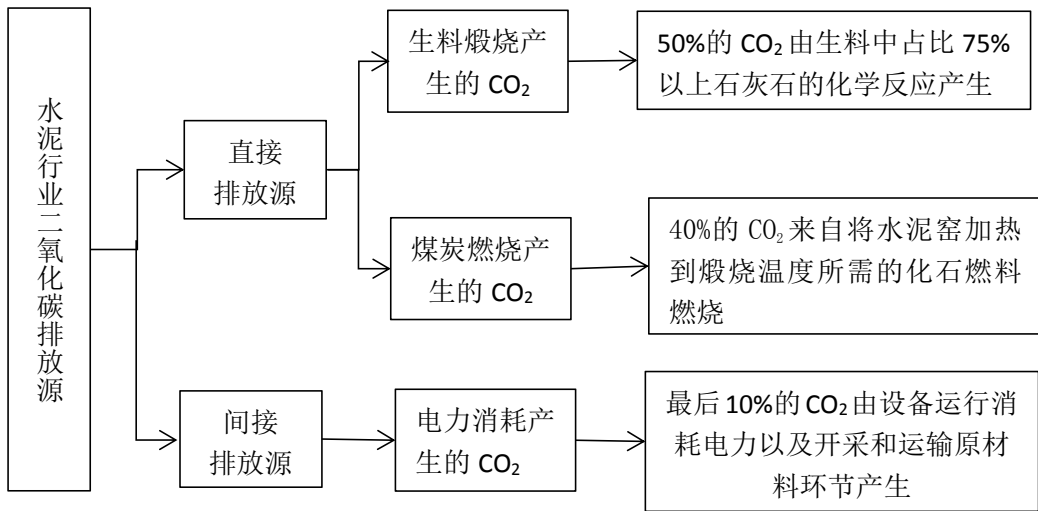 水泥行业二氧化碳排放源
直接
排放源
间接
排放源
生料煅烧产
生的 CO₂
煤炭燃烧产
生的 CO₂
电力消耗产
生的 CO₂
50%的 CO₂ 由生料中占比 75%
以上石灰石的化学反应产生
40%的 CO₂ 来自将水泥窑加热
到煅烧温度所需的化石燃料
燃烧
最后 10%的 CO₂ 由设备运行消
耗电力以及开采和运输原材
料环节产生